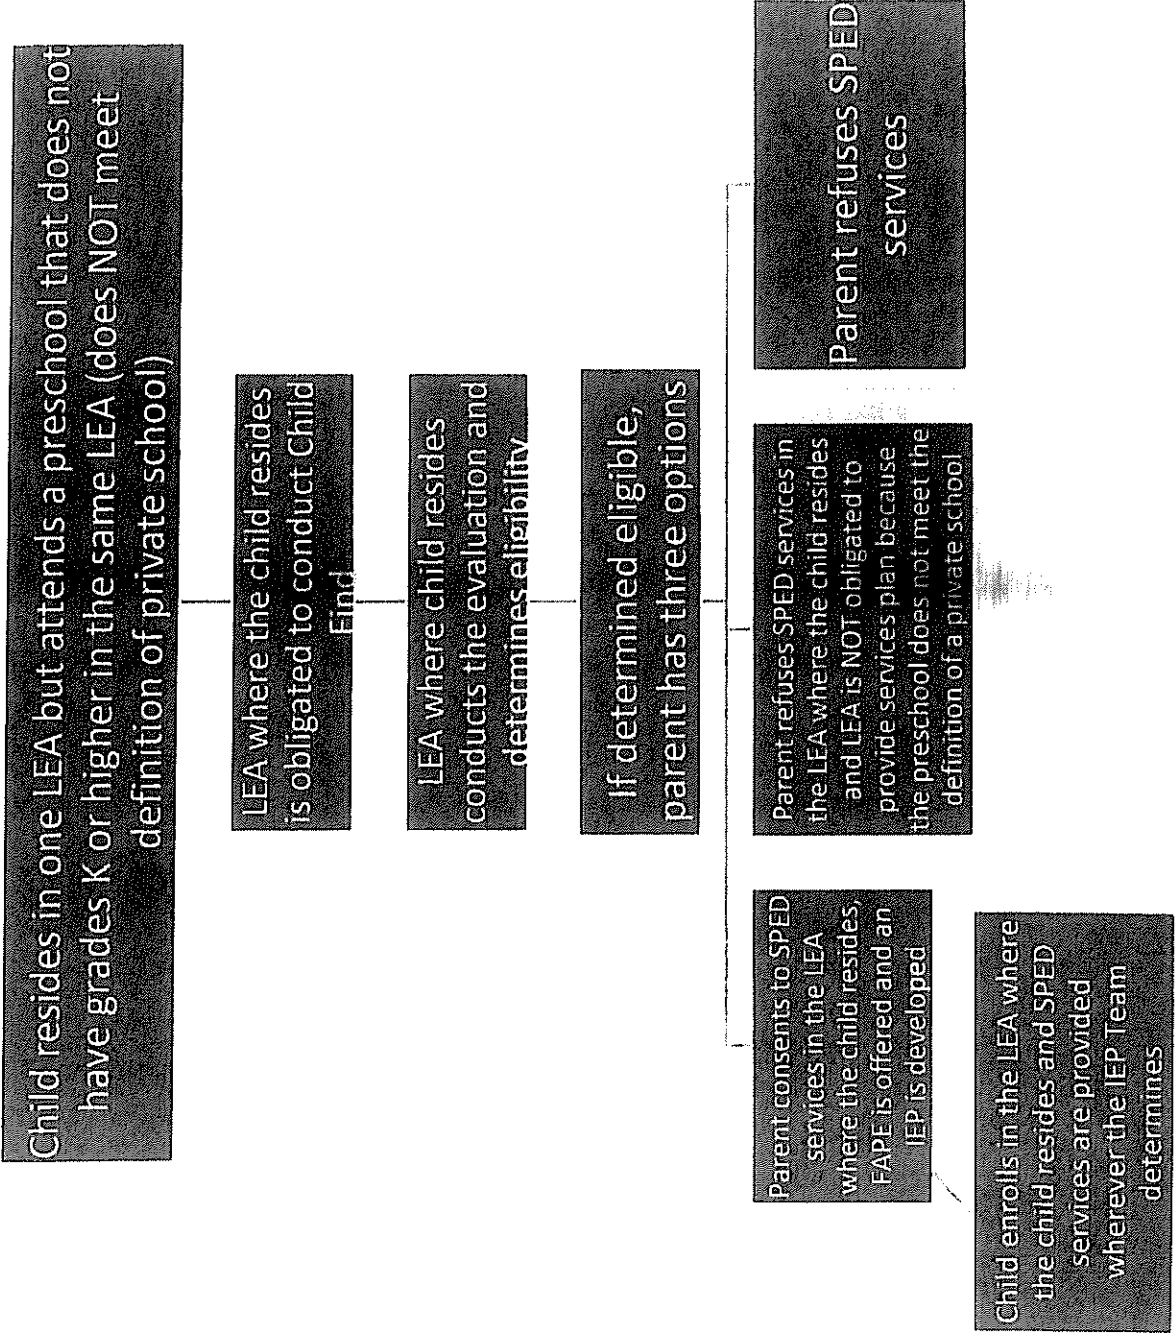 Child resides in one LEA but attends a preschool that does not
have grades K or higher in the same LEA (does NOT meet
definition of private school)
LEA where the child resides
is obligated to conduct Child
Find
LEA where child resides
conducts the evaluation and
determines eligibility
If determined eligible,
parent has three options
Parent consents to SPED
services in the LEA
where the child resides,
FAPE is offered and an
IEP is developed
Child enrolls in the LEA where
the child resides and SPED
services are provided
wherever the IEP Team
determines
Parent refuses SPED services in
the LEA where the child resides
and LEA is NOT obligated to
provide services plan because
the preschool does not meet the
definition of a private school
Parent refuses SPED
services